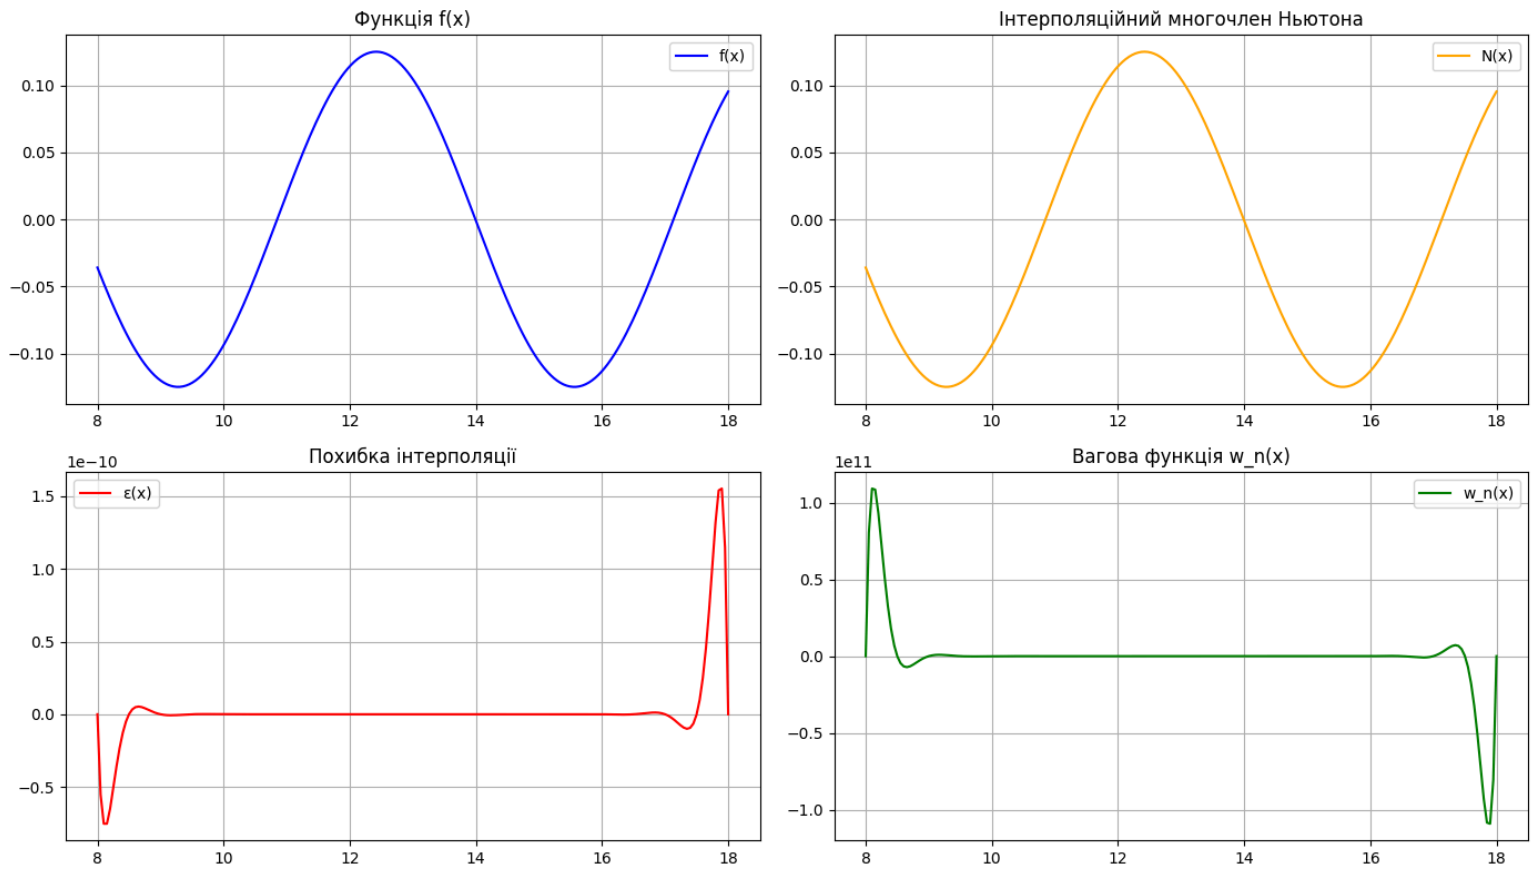 Функція f(x)
f(x)
0.10
0.05
0.00
−0.05
−0.10
8 10 12 14 16 18
Інтерполяційний многочлен Ньютона
N(x)
0.10
0.05
0.00
−0.05
−0.10
8 10 12 14 16 18
Похибка інтерполяції
1e−10
ε(x)
1.5
1.0
0.5
0.0
−0.5
8 10 12 14 16 18
Вагова функція w_n(x)
1e11
w_n(x)
1.0
0.5
0.0
−0.5
−1.0
8 10 12 14 16 18